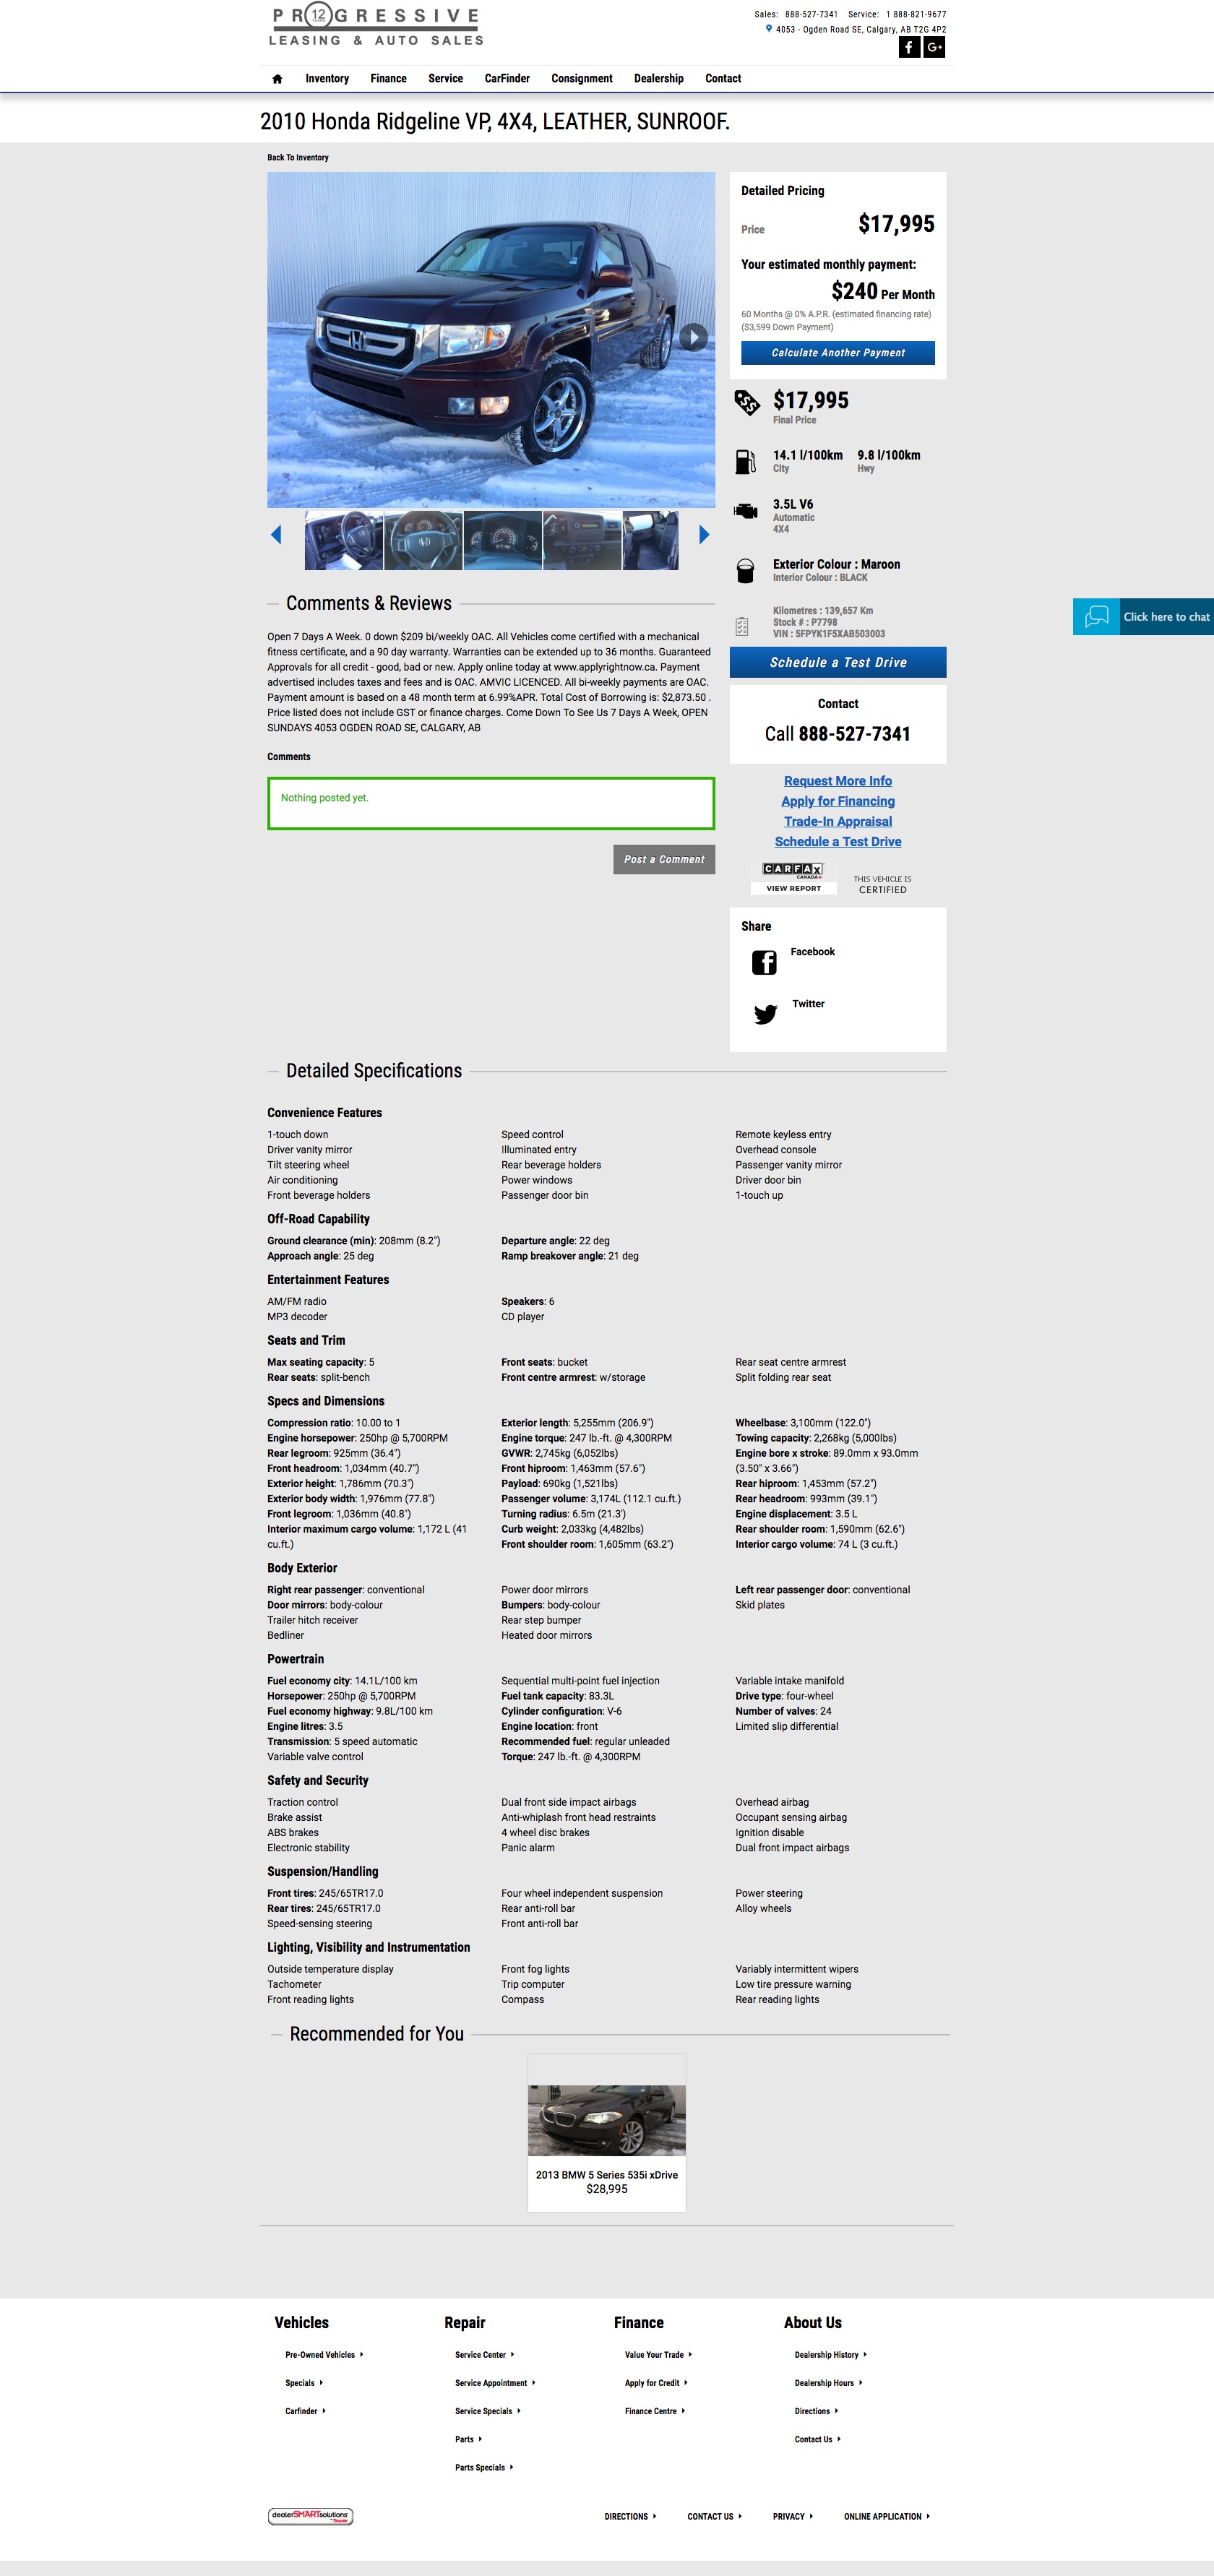 PROGRESSIVE
12
LEASING & AUTO SALES
Sales: 888-527-7341 Service: 1 888-821-9677
4053 - Ogden Road SE, Calgary, AB T2G 4P2
Inventory Finance Service CarFinder Consignment Dealership Contact
2010 Honda Ridgeline VP, 4X4, LEATHER, SUNROOF.
Back To Inventory
Detailed Pricing
Price $17,995
Your estimated monthly payment:
$240 Per Month
60 Months @ 0% A.P.R. (estimated financing rate)
($3,599 Down Payment)
Calculate Another Payment
$17,995
Final Price
14.1 l/100km 9.8 l/100km
City Hwy
3.5L V6
Automatic
4X4
Exterior Colour : Maroon
Interior Colour : BLACK
Kilometres : 139,657 Km
Stock # : P7798
VIN : 5FPYK1F5XAB503003
Schedule a Test Drive
Click here to chat
Comments & Reviews
Open 7 Days A Week. 0 down $209 bi/weekly OAC. All Vehicles come certified with a mechanical
fitness certificate, and a 90 day warranty. Warranties can be extended up to 36 months. Guaranteed
Approvals for all credit - good, bad or new. Apply online today at www.applyrightnow.ca. Payment
advertised includes taxes and fees and is OAC. AMVIC LICENCED. All bi-weekly payments are OAC.
Payment amount is based on a 48 month term at 6.99%APR. Total Cost of Borrowing is: $2,873.50 .
Price listed does not include GST or finance charges. Come Down To See Us 7 Days A Week, OPEN
SUNDAYS 4053 OGDEN ROAD SE, CALGARY, AB
Comments
Nothing posted yet.
Post a Comment
Contact
Call 888-527-7341
Request More Info
Apply for Financing
Trade-In Appraisal
Schedule a Test Drive
CARFAX
CANADA
VIEW REPORT
THIS VEHICLE IS
CERTIFIED
Share
Facebook
Twitter
Detailed Specifications
Convenience Features
1-touch down Speed control Remote keyless entry
Driver vanity mirror Illuminated entry Overhead console
Tilt steering wheel Rear beverage holders Passenger vanity mirror
Air conditioning Power windows Driver door bin
Front beverage holders Passenger door bin 1-touch up
Off-Road Capability
Ground clearance (min): 208mm (8.2") Departure angle: 22 deg
Approach angle: 25 deg Ramp breakover angle: 21 deg
Entertainment Features
AM/FM radio Speakers: 6
MP3 decoder CD player
Seats and Trim
Max seating capacity: 5 Front seats: bucket Rear seat centre armrest
Rear seats: split-bench Front centre armrest: w/storage Split folding rear seat
Specs and Dimensions
Compression ratio: 10.00 to 1 Exterior length: 5,255mm (206.9") Wheelbase: 3,100mm (122.0")
Engine horsepower: 250hp @ 5,700RPM Engine torque: 247 lb.-ft. @ 4,300RPM Towing capacity: 2,268kg (5,000lbs)
Rear legroom: 925mm (36.4") GVWR: 2,745kg (6,052lbs) Engine bore x stroke: 89.0mm x 93.0mm
Front headroom: 1,034mm (40.7") Front hiproom: 1,463mm (57.6") (3.50" x 3.66")
Exterior height: 1,786mm (70.3") Payload: 690kg (1,521lbs) Rear hiproom: 1,453mm (57.2")
Exterior body width: 1,976mm (77.8") Passenger volume: 3,174L (112.1 cu.ft.) Rear headroom: 993mm (39.1")
Front legroom: 1,036mm (40.8") Turning radius: 6.5m (21.3') Engine displacement: 3.5 L
Interior maximum cargo volume: 1,172 L (41 Curb weight: 2,033kg (4,482lbs) Rear shoulder room: 1,590mm (62.6")
cu.ft.) Front shoulder room: 1,605mm (63.2") Interior cargo volume: 74 L (3 cu.ft.)
Body Exterior
Right rear passenger: conventional Power door mirrors Left rear passenger door: conventional
Door mirrors: body-colour Bumpers: body-colour Skid plates
Trailer hitch receiver Rear step bumper
Bedliner Heated door mirrors
Powertrain
Fuel economy city: 14.1L/100 km Sequential multi-point fuel injection Variable intake manifold
Horsepower: 250hp @ 5,700RPM Fuel tank capacity: 83.3L Drive type: four-wheel
Fuel economy highway: 9.8L/100 km Cylinder configuration: V-6 Number of valves: 24
Engine litres: 3.5 Engine location: front Limited slip differential
Transmission: 5 speed automatic Recommended fuel: regular unleaded
Variable valve control Torque: 247 lb.-ft. @ 4,300RPM
Safety and Security
Traction control Dual front side impact airbags Overhead airbag
Brake assist Anti-whiplash front head restraints Occupant sensing airbag
ABS brakes 4 wheel disc brakes Ignition disable
Electronic stability Panic alarm Dual front impact airbags
Suspension/Handling
Front tires: 245/65TR17.0 Four wheel independent suspension Power steering
Rear tires: 245/65TR17.0 Rear anti-roll bar Alloy wheels
Speed-sensing steering Front anti-roll bar
Lighting, Visibility and Instrumentation
Outside temperature display Front fog lights Variably intermittent wipers
Tachometer Trip computer Low tire pressure warning
Front reading lights Compass Rear reading lights
Recommended for You
2013 BMW 5 Series 535i xDrive
$28,995
Vehicles Repair Finance About Us
Pre-Owned Vehicles Service Center Value Your Trade Dealership History
Specials Service Appointment Apply for Credit Dealership Hours
Carfinder Service Specials Finance Centre Directions
Parts Contact Us
Parts Specials
dealerSMARTsolutions
DIRECTIONS CONTACT US PRIVACY ONLINE APPLICATION